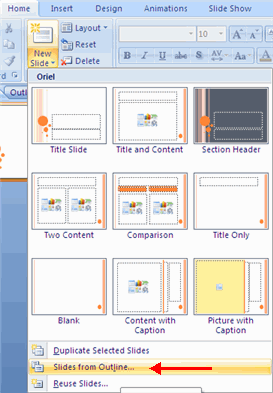 Home Insert Design Animations Slide Show
New Slide
Layout
Reset
Delete
10
B I U abc S AV
Oriel
Title Slide Title and Content Section Header
Two Content Comparison Title Only
Blank Content with Caption Picture with Caption
Duplicate Selected Slides
Slides from Outline...
Reuse Slides...